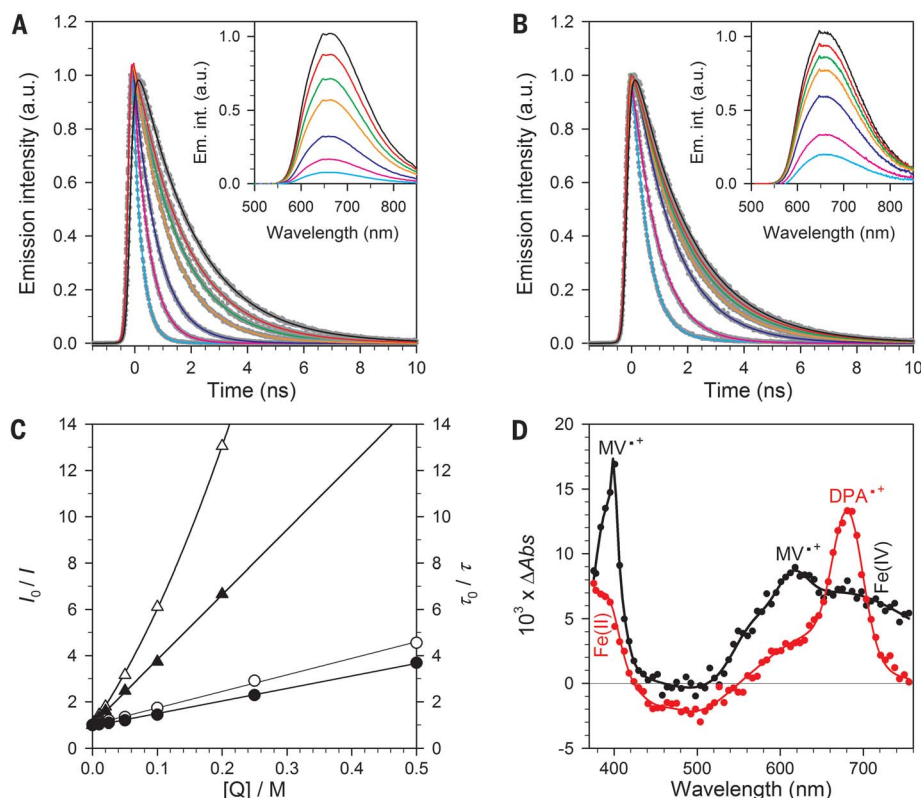 A
1.2
1.0
0.8
0.6
0.4
0.2
0.0
Emission intensity (a.u.)
0 2 4 6 8 10
Time (ns)
1.0
0.5
0.0
Em. int. (a.u.)
500 600 700 800
Wavelength (nm)
B
1.2
1.0
0.8
0.6
0.4
0.2
0.0
Emission intensity (a.u.)
0 2 4 6 8 10
Time (ns)
1.0
0.5
0.0
Em. int. (a.u.)
500 600 700 800
Wavelength (nm)
C
14
12
10
8
6
4
2
0
I₀ / I
14
12
10
8
6
4
2
0
τ₀ / τ
0.0 0.1 0.2 0.3 0.4 0.5
[Q] / M
D
20
15
10
5
0
-5
10³ x ΔAbs
MV•+
MV•+
DPA•+
Fe(IV)
Fe(II)
400 500 600 700
Wavelength (nm)